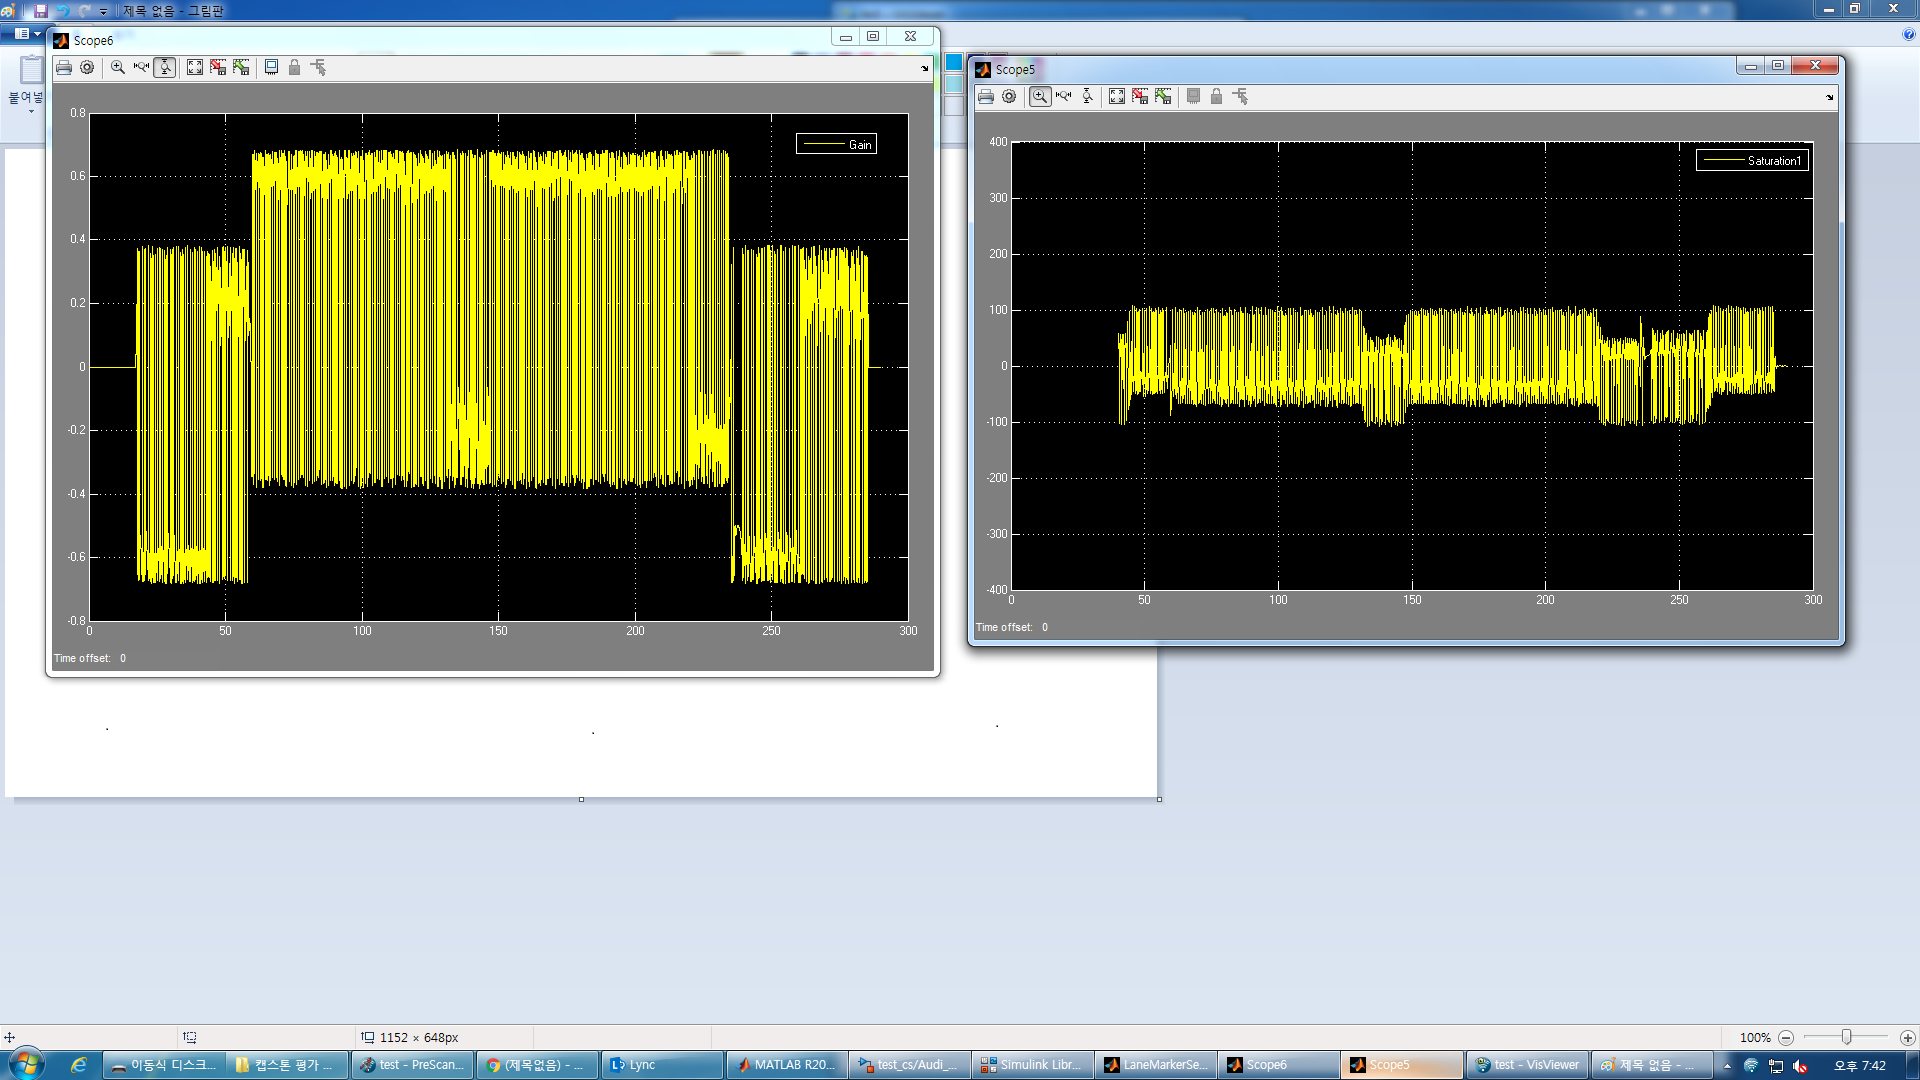 제목 없음 - 그림판
붙여넣
Scope6
Gain
0.8
0.6
0.4
0.2
0
-0.2
-0.4
-0.6
-0.8
0 50 100 150 200 250 300
Time offset: 0
Scope5
Saturation1
400
300
200
100
0
-100
-200
-300
-400
0 50 100 150 200 250 300
Time offset: 0
1152 × 648px
100%
이동식 디스크...
캡스톤 평가 ...
test - PreScan...
(제목없음) - ...
Lync
MATLAB R20...
test_cs/Audi_...
Simulink Libr...
LaneMarkerSe...
Scope6
Scope5
test - VisViewer
제목 없음 - ...
오후 7:42